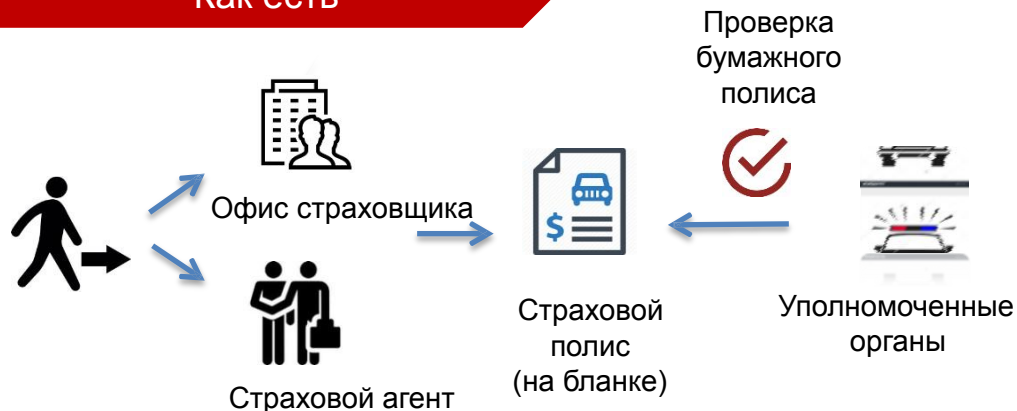 Как есть
Проверка
бумажного
полиса
Офис страховщика
$
Страховой
полис
(на бланке)
Уполномоченные
органы
Страховой агент